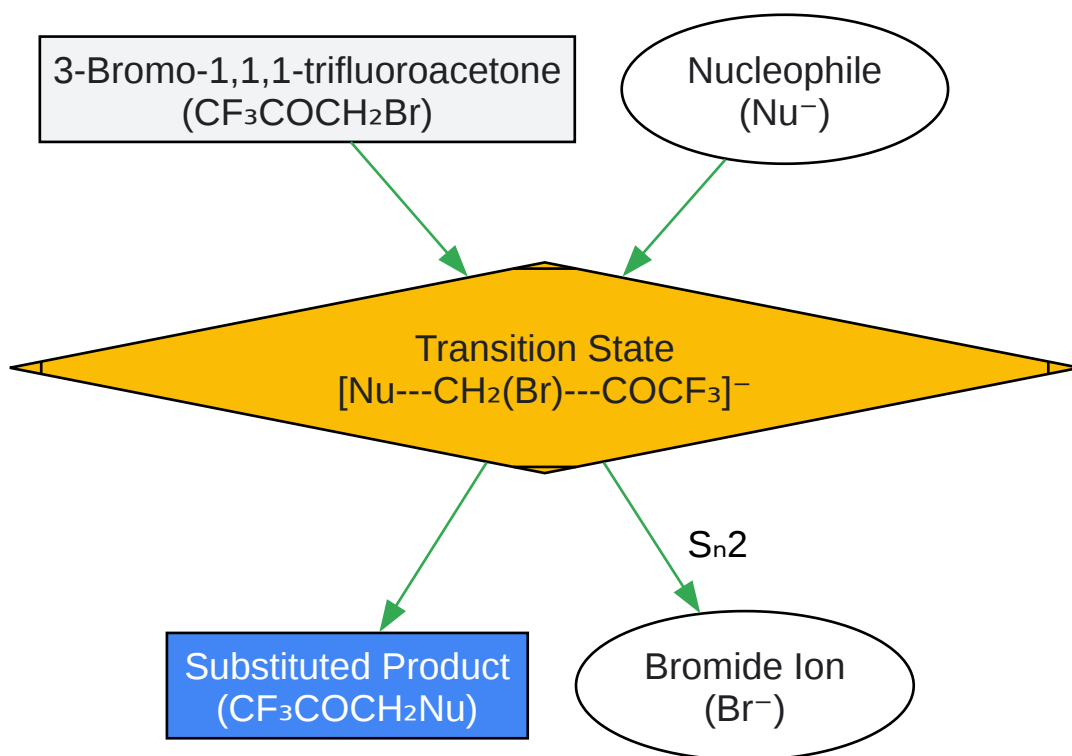 3-Bromo-1,1,1-trifluoroacetone
(CF₃COCH₂Br)
Nucleophile
(Nu⁻)
Transition State
[Nu---CH₂(Br)---COCF₃]⁻
Sₙ2
Substituted Product
(CF₃COCH₂Nu)
Bromide Ion
(Br⁻)